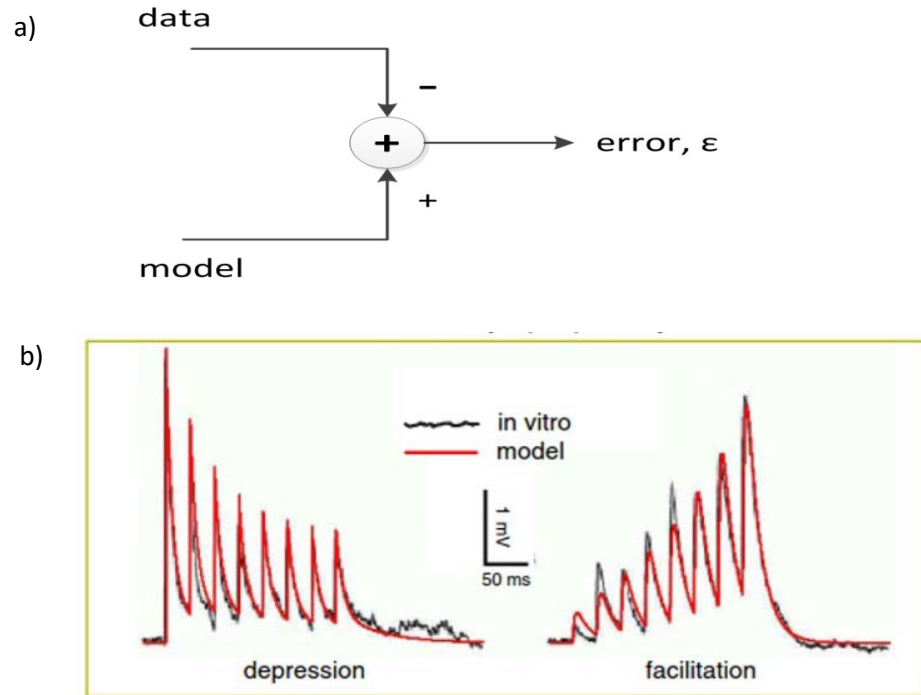 a)
data
−
+
error, ε
+
model
b)
in vitro
model
1 mV
50 ms
depression
facilitation